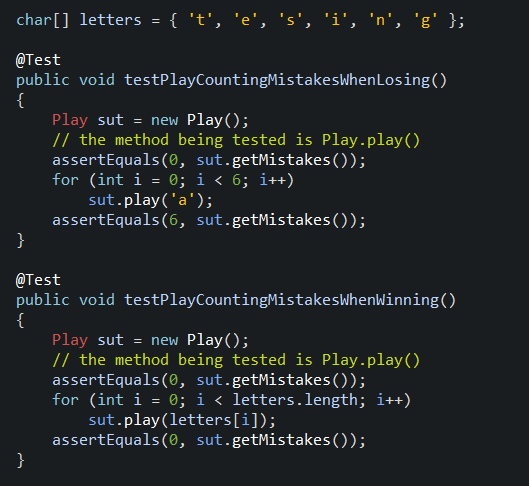 char[] letters = { 't', 'e', 's', 'i', 'n', 'g' };

@Test
public void testPlayCountingMistakesWhenLosing()
{
    Play sut = new Play();
    // the method being tested is Play.play()
    assertEquals(0, sut.getMistakes());
    for (int i = 0; i < 6; i++)
        sut.play('a');
    assertEquals(6, sut.getMistakes());
}

@Test
public void testPlayCountingMistakesWhenWinning()
{
    Play sut = new Play();
    // the method being tested is Play.play()
    assertEquals(0, sut.getMistakes());
    for (int i = 0; i < letters.length; i++)
        sut.play(letters[i]);
    assertEquals(0, sut.getMistakes());
}